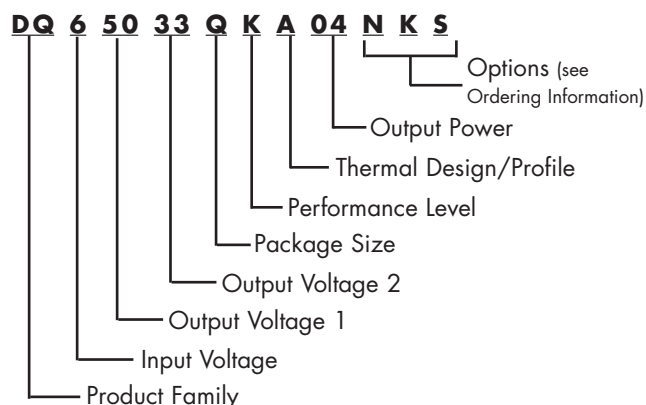 DQ 6 50 33 Q K A 04 N K S
Options (see
Ordering Information)
Output Power
Thermal Design/Profile
Performance Level
Package Size
Output Voltage 2
Output Voltage 1
Input Voltage
Product Family